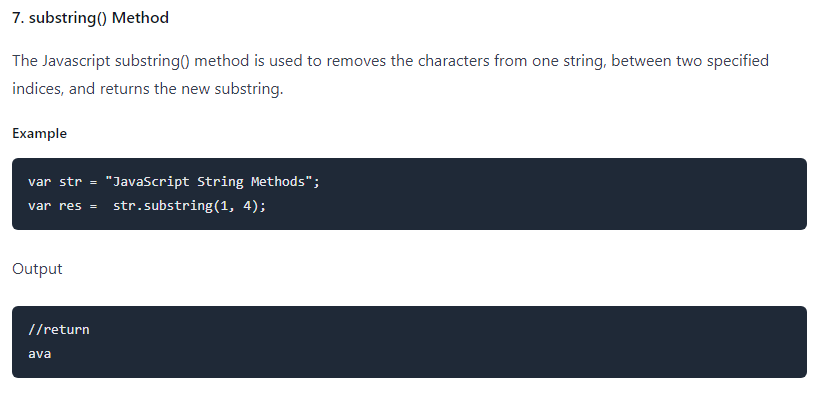 7. substring() Method
The Javascript substring() method is used to removes the characters from one string, between two specified
indices, and returns the new substring.
Example
var str = "JavaScript String Methods";
var res =  str.substring(1, 4);
Output
//return
ava